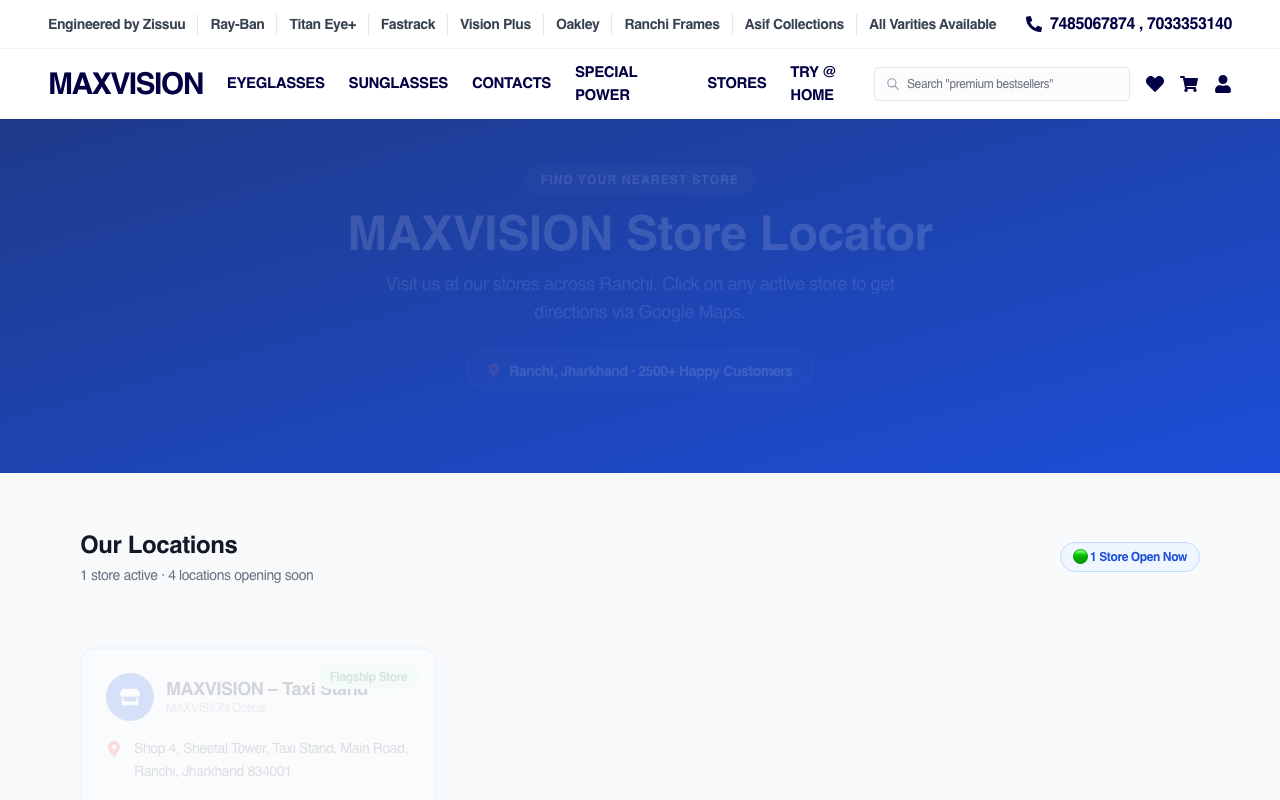 Engineered by Zissuu Ray-Ban Titan Eye+ Fastrack Vision Plus Oakley Ranchi Frames Asif Collections All Varities Available 7485067874 , 7033353140
MAXVISION EYEGLASSES SUNGLASSES CONTACTS SPECIAL POWER STORES TRY @ HOME Search "premium bestsellers"
FIND YOUR NEAREST STORE
MAXVISION Store Locator
Visit us at our stores across Ranchi. Click on any active store to get
directions via Google Maps.
Ranchi, Jharkhand · 2500+ Happy Customers
Our Locations
1 store active · 4 locations opening soon
1 Store Open Now
Flagship Store
MAXVISION – Taxi Stand
MAXVISION Optical
Shop 4, Sheetal Tower, Taxi Stand, Main Road,
Ranchi, Jharkhand 834001